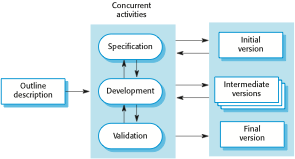 Concurrent
activities
Specification
Initial
version
Outline
description
Development
Intermediate
versions
Validation
Final
version